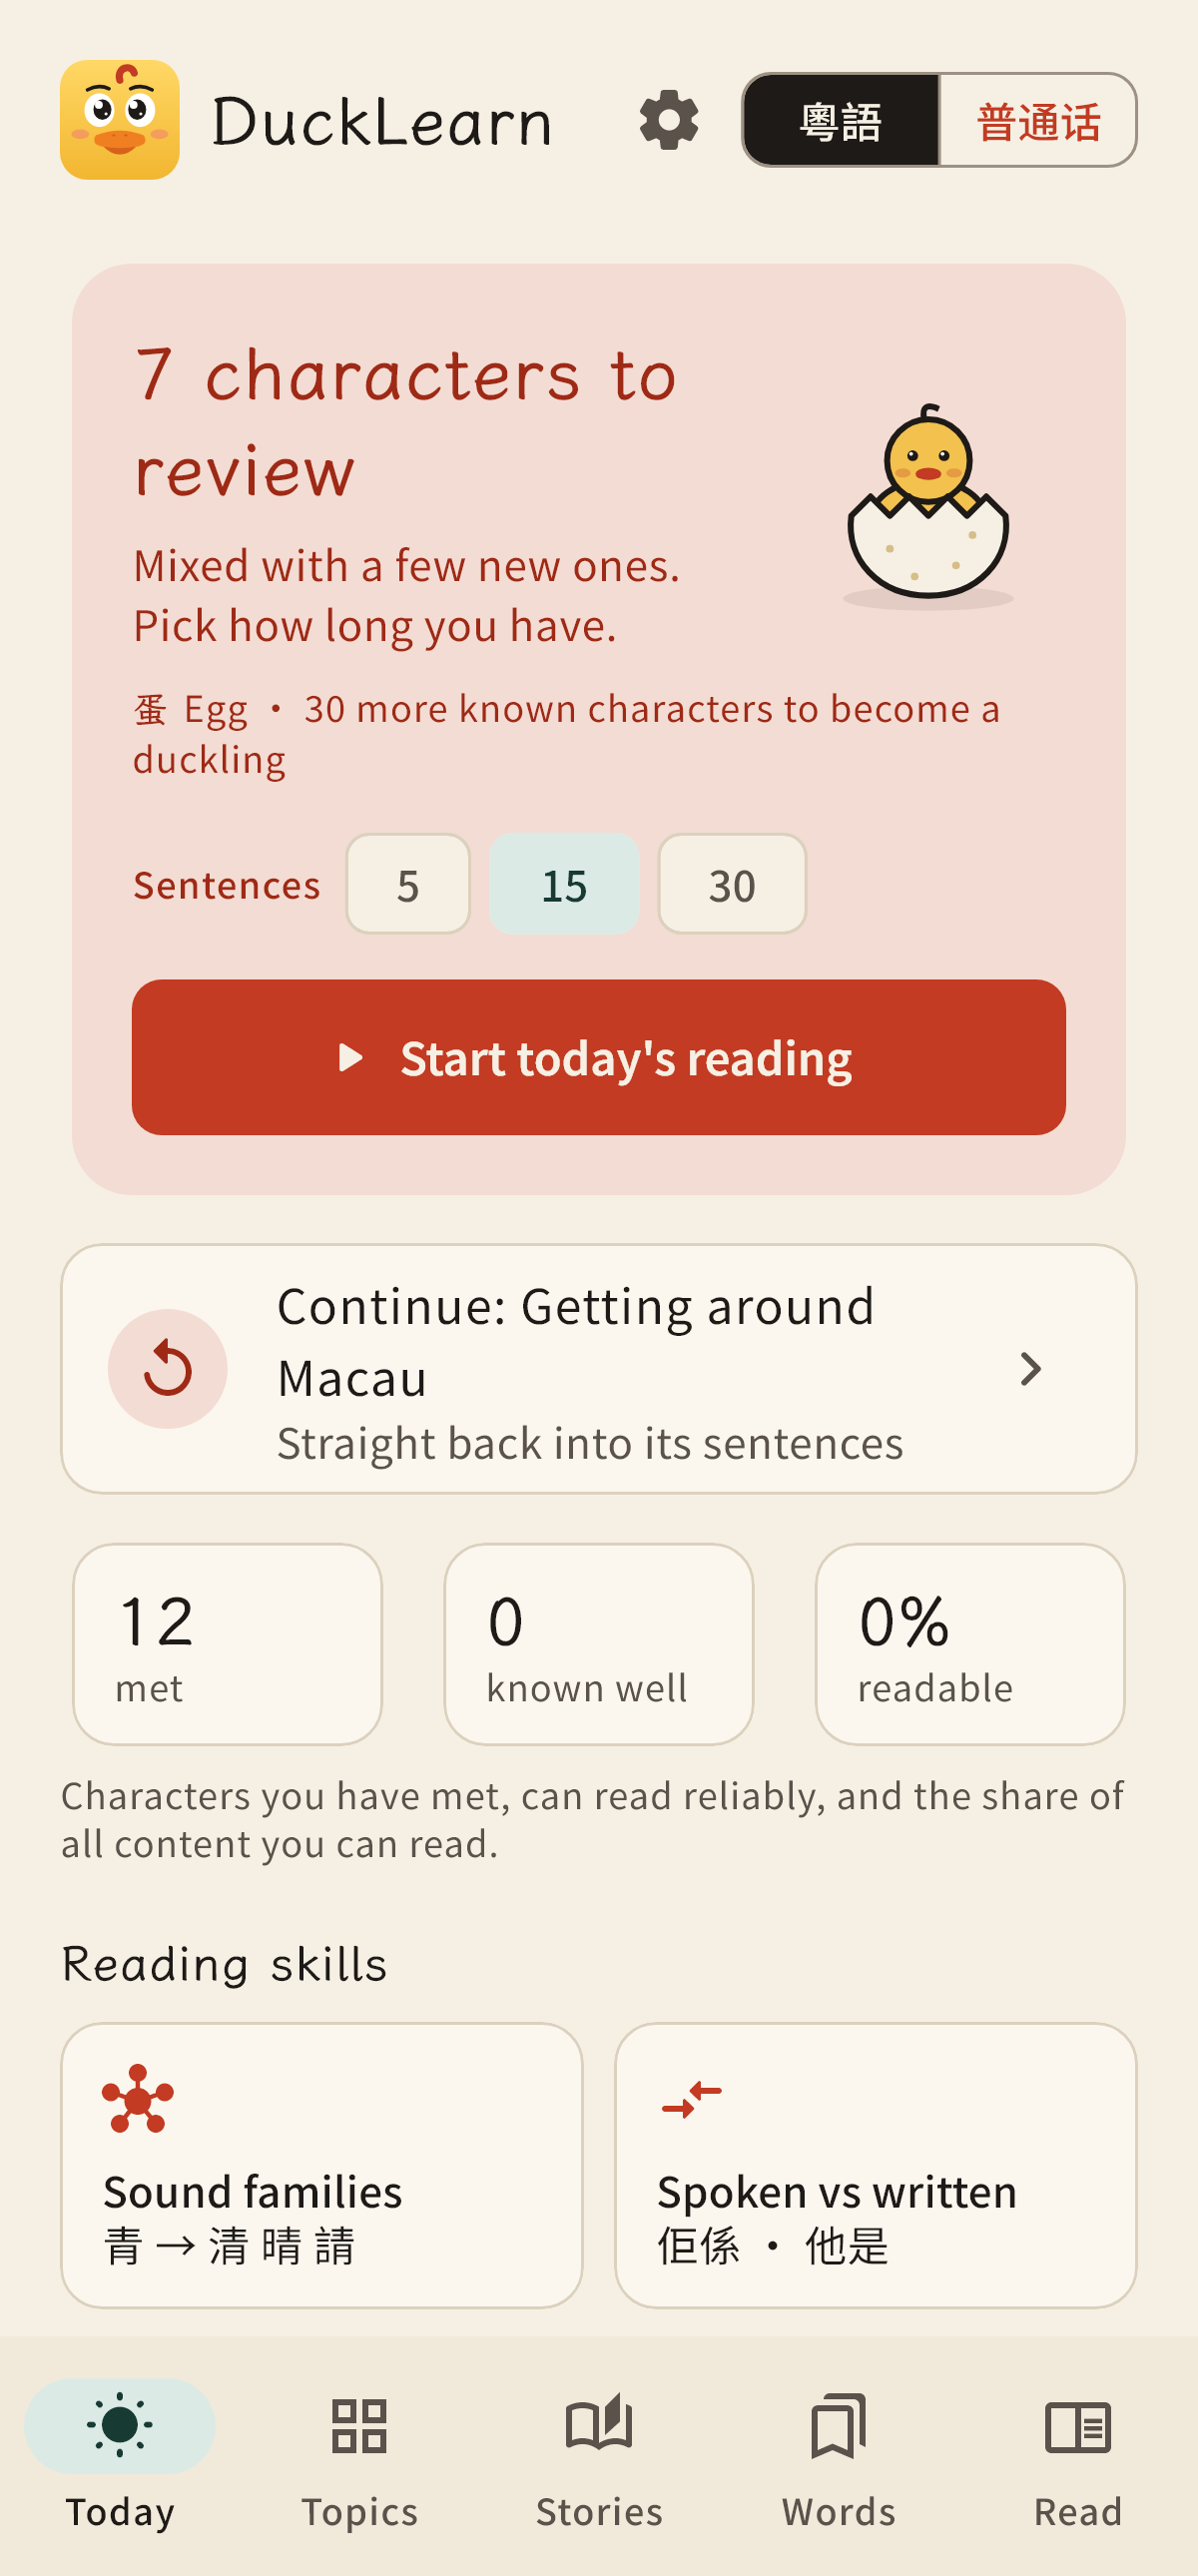 DuckLearn
粵語
普通话
7 characters to
review
Mixed with a few new ones.
Pick how long you have.
蛋 Egg · 30 more known characters to become a
duckling
Sentences
5
15
30
Start today's reading
Continue: Getting around
Macau
Straight back into its sentences
12
met
0
known well
0%
readable
Characters you have met, can read reliably, and the share of
all content you can read.
Reading skills
Sound families
青 → 清 晴 請
Spoken vs written
佢係 · 他是
Today
Topics
Stories
Words
Read